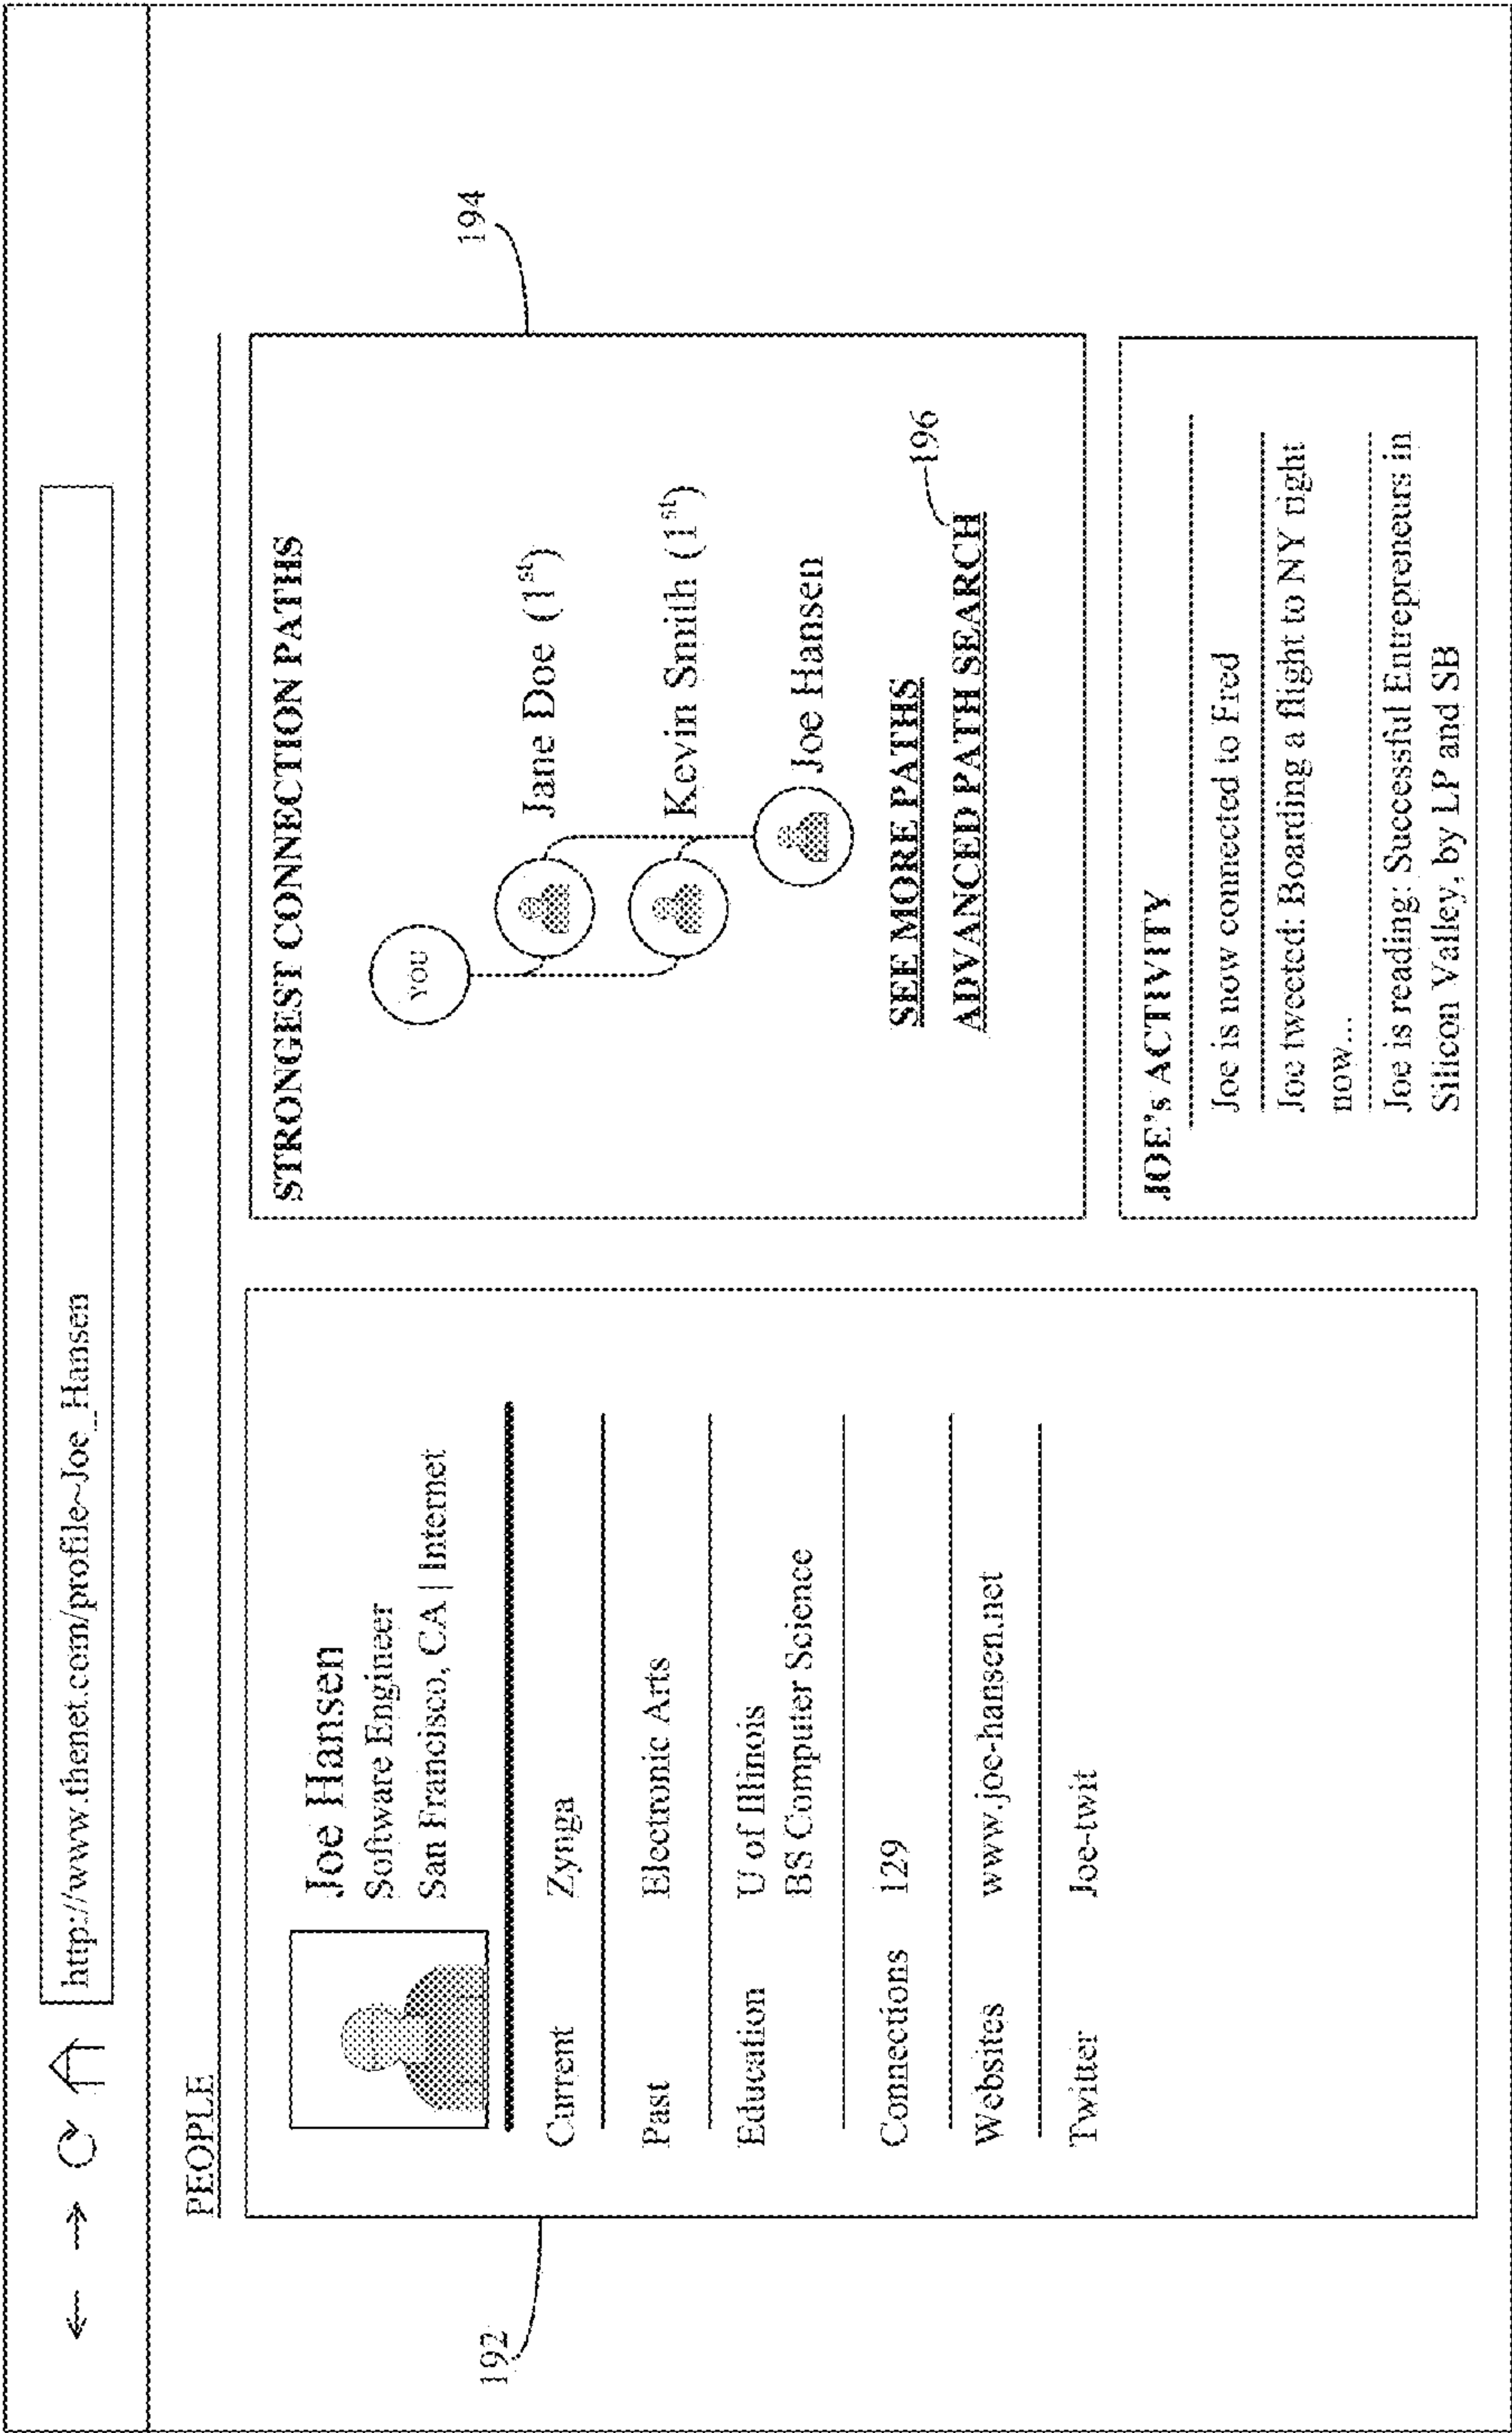 http://www.thenet.com/profile~Joe_Hansen
PEOPLE
192
Joe Hansen
Software Engineer
San Francisco, CA | Internet
Current Zynga
Past Electronic Arts
Education U of Illinois
BS Computer Science
Connections 129
Websites www.joe-hansen.net
Twitter Joe-twit
194
STRONGEST CONNECTION PATHS
YOU
Jane Doe (1st)
Kevin Smith (1st)
Joe Hansen
SEE MORE PATHS
196
ADVANCED PATH SEARCH
JOE's ACTIVITY
Joe is now connected to Fred
Joe tweeted: Boarding a flight to NY right
now...
Joe is reading: Successful Entrepreneurs in
Silicon Valley, by LP and SB